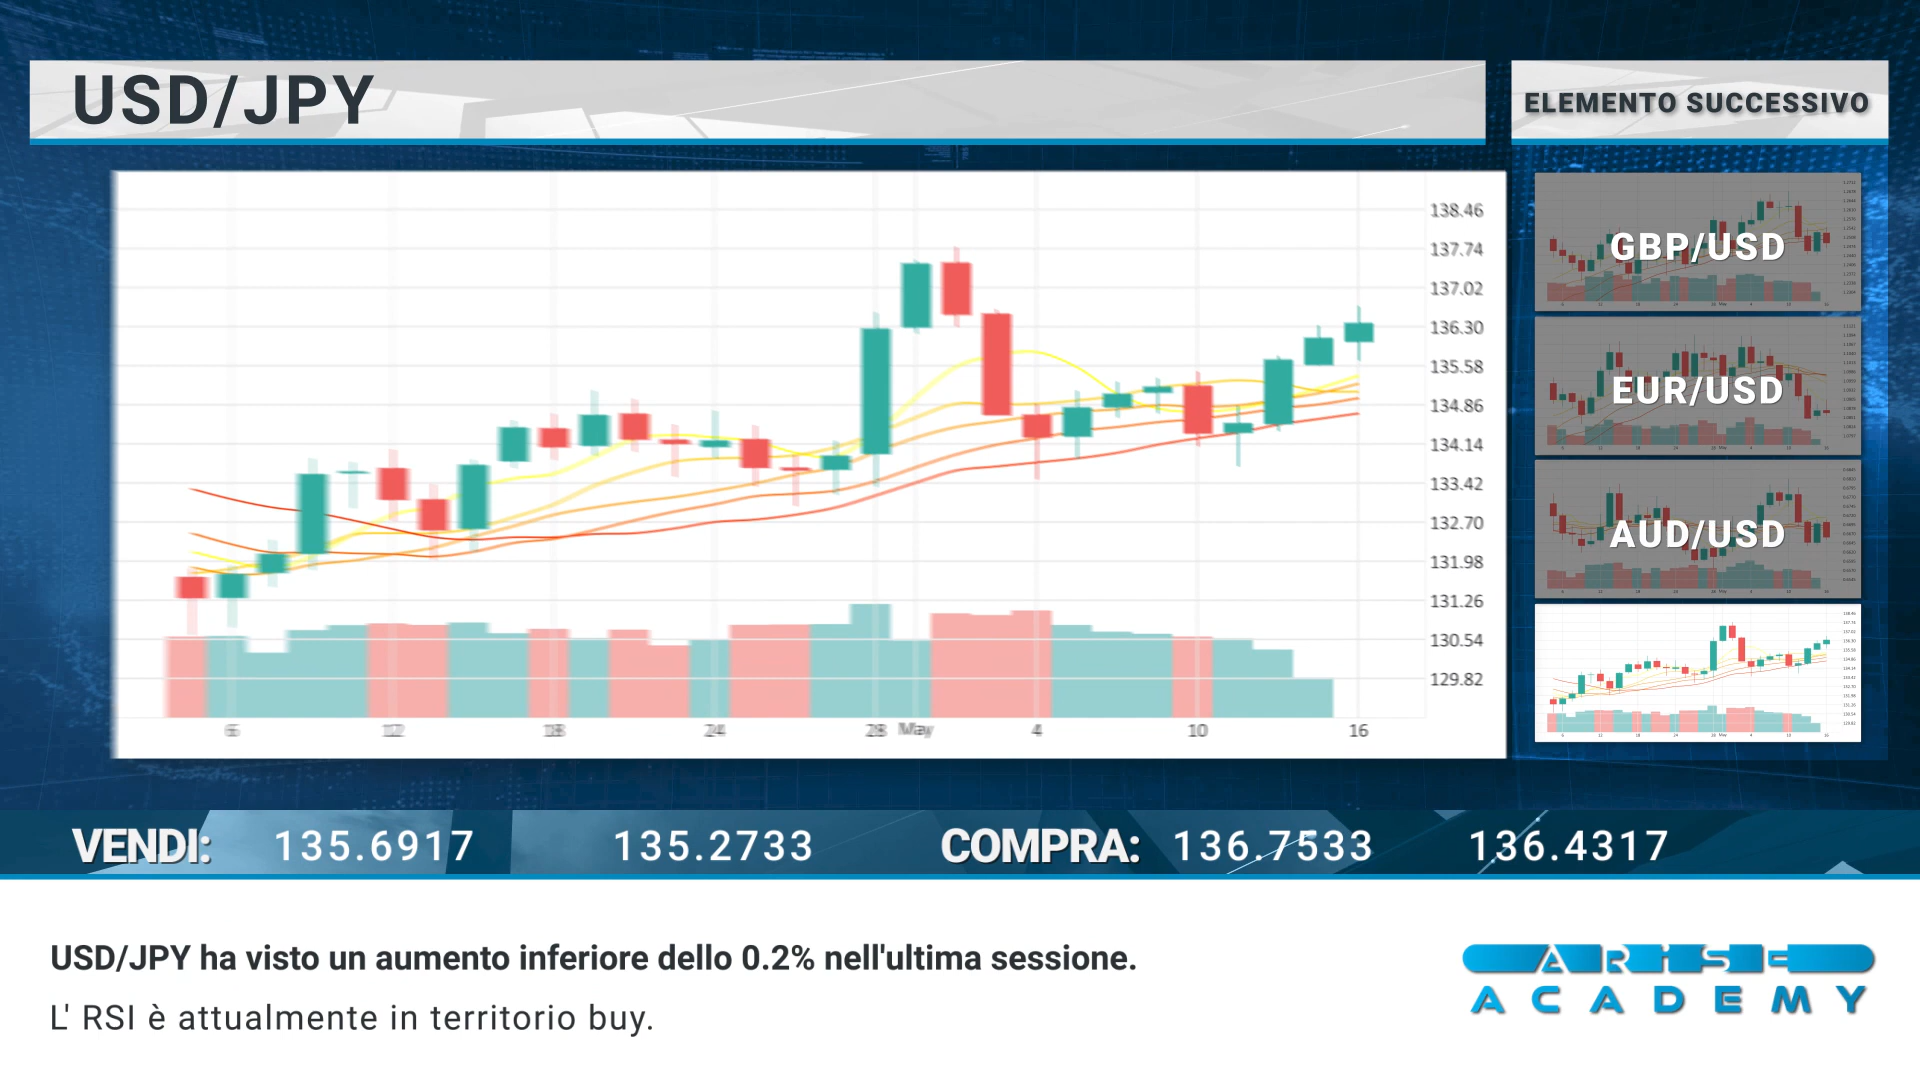 USD/JPY
ELEMENTO SUCCESSIVO
138.46
137.74
137.02
136.30
135.58
134.86
134.14
133.42
132.70
131.98
131.26
130.54
129.82
6 12 18 24 28 May 4 10 16
GBP/USD
EUR/USD
AUD/USD
VENDI: 135.6917 135.2733 COMPRA: 136.7533 136.4317
USD/JPY ha visto un aumento inferiore dello 0.2% nell'ultima sessione.
L' RSI è attualmente in territorio buy.
ARISE
ACADEMY